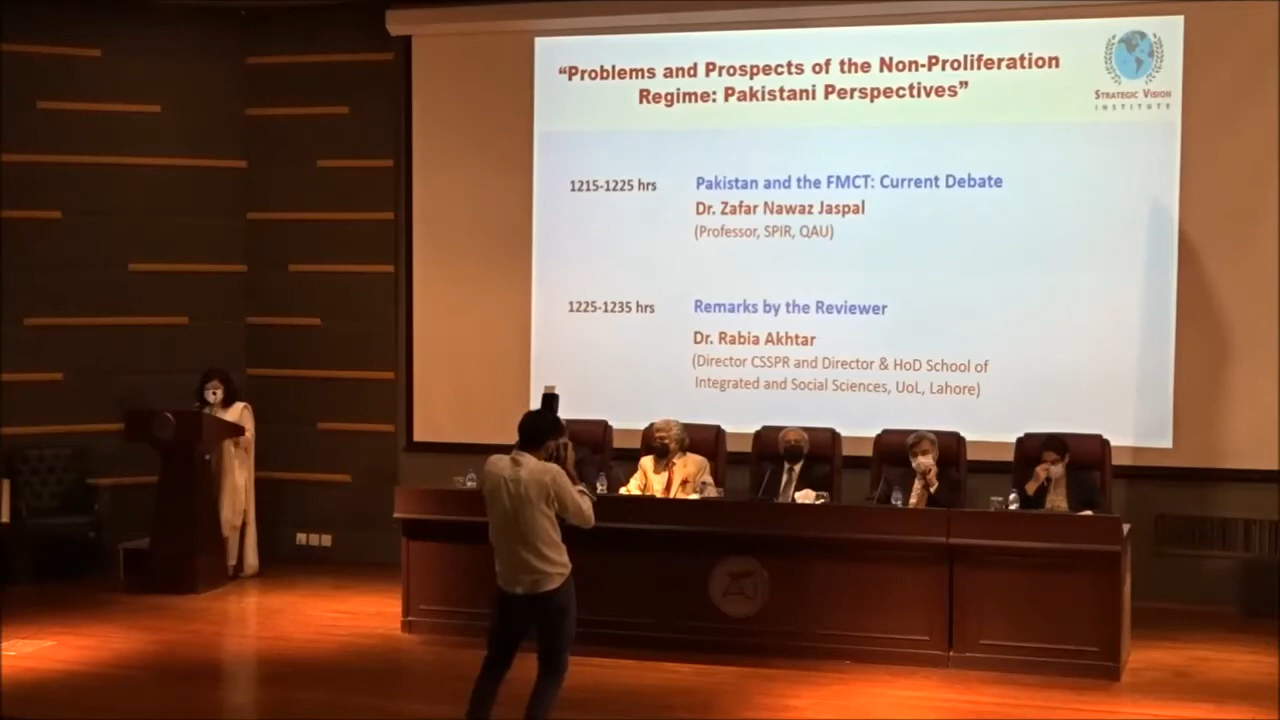 “Problems and Prospects of the Non-Proliferation
Regime: Pakistani Perspectives”
STRATEGIC VISION
INSTITUTE
1215-1225 hrs
Pakistan and the FMCT: Current Debate
Dr. Zafar Nawaz Jaspal
(Professor, SPIR, QAU)
1225-1235 hrs
Remarks by the Reviewer
Dr. Rabia Akhtar
(Director CSSPR and Director & HoD School of
Integrated and Social Sciences, UoL, Lahore)